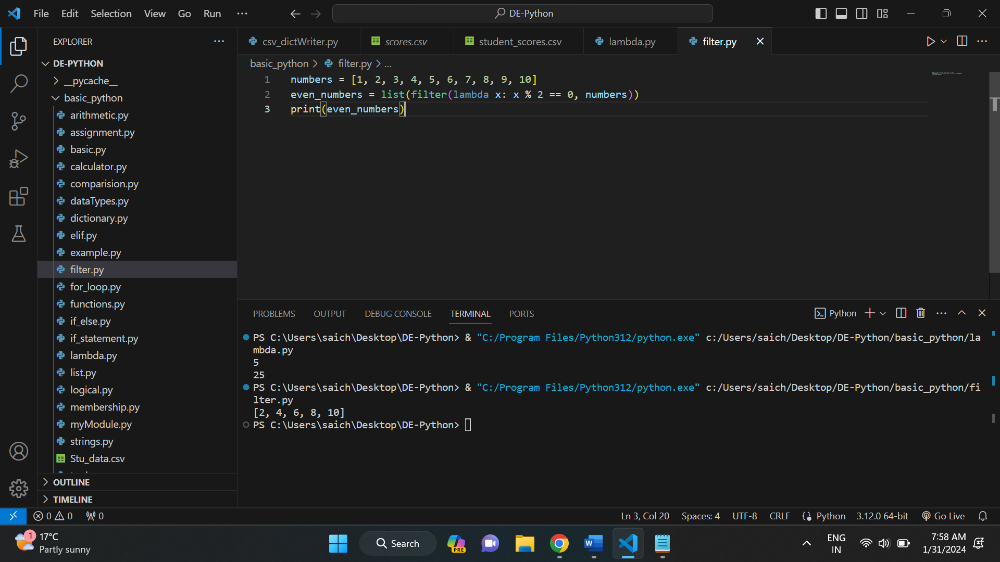 File Edit Selection View Go Run ···
DE-Python
EXPLORER
DE-PYTHON
__pycache__
basic_python
arithmetic.py
assignment.py
basic.py
calculator.py
comparision.py
dataTypes.py
dictionary.py
elif.py
example.py
filter.py
for_loop.py
functions.py
if_else.py
if_statement.py
lambda.py
list.py
logical.py
membership.py
myModule.py
strings.py
Stu_data.csv
OUTLINE
TIMELINE
csv_dictWriter.py scores.csv student_scores.csv lambda.py filter.py
basic_python > filter.py > ...
1 numbers = [1, 2, 3, 4, 5, 6, 7, 8, 9, 10]
2 even_numbers = list(filter(lambda x: x % 2 == 0, numbers))
3 print(even_numbers)
PROBLEMS OUTPUT DEBUG CONSOLE TERMINAL PORTS
Python
PS C:\Users\saich\Desktop\DE-Python> & "C:/Program Files/Python312/python.exe" c:/Users/saich/Desktop/DE-Python/basic_python/la
mbda.py
5
25
PS C:\Users\saich\Desktop\DE-Python> & "C:/Program Files/Python312/python.exe" c:/Users/saich/Desktop/DE-Python/basic_python/fi
lter.py
[2, 4, 6, 8, 10]
PS C:\Users\saich\Desktop\DE-Python>
0 0 0
Ln 3, Col 20 Spaces: 4 UTF-8 CRLF Python 3.12.0 64-bit Go Live
1
17°C
Partly sunny
Search
PRE
W
ENG
IN
7:58 AM
1/31/2024